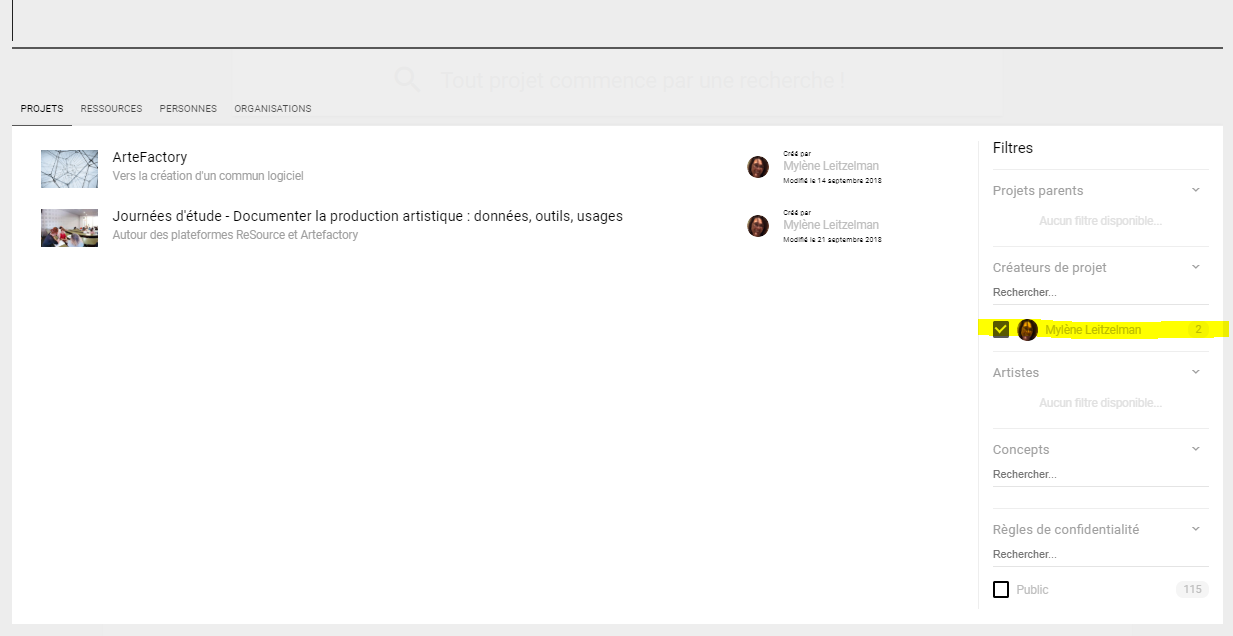 Tout projet commence par une recherche !
PROJETS RESSOURCES PERSONNES ORGANISATIONS
ArteFactory
Vers la création d'un commun logiciel
Créé par
Mylène Leitzelman
Modifié le 14 septembre 2018
Journées d'étude - Documenter la production artistique : données, outils, usages
Autour des plateformes ReSource et Artefactory
Créé par
Mylène Leitzelman
Modifié le 21 septembre 2018
Filtres
Projets parents
Aucun filtre disponible...
Créateurs de projet
Rechercher...
Mylène Leitzelman 2
Artistes
Aucun filtre disponible...
Concepts
Rechercher...
Règles de confidentialité
Rechercher...
Public 115